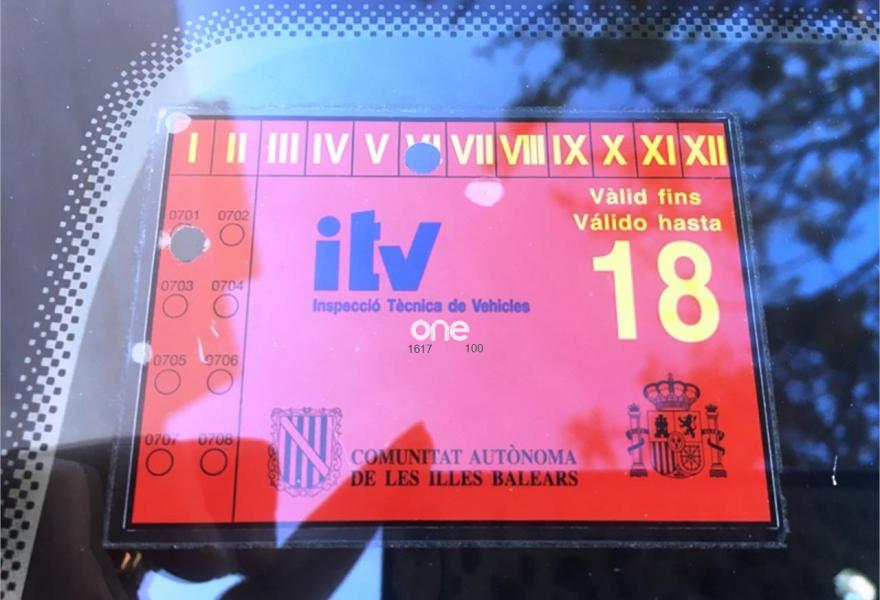 I II III IV V VI VII VIII IX X XI XII
Vàlid fins
Válido hasta
18
0701 0702
0703 0704
0705 0706
0707 0708
itv
Inspecció Tècnica de Vehicles
one
1617 100
COMUNITAT AUTÒNOMA
DE LES ILLES BALEARS